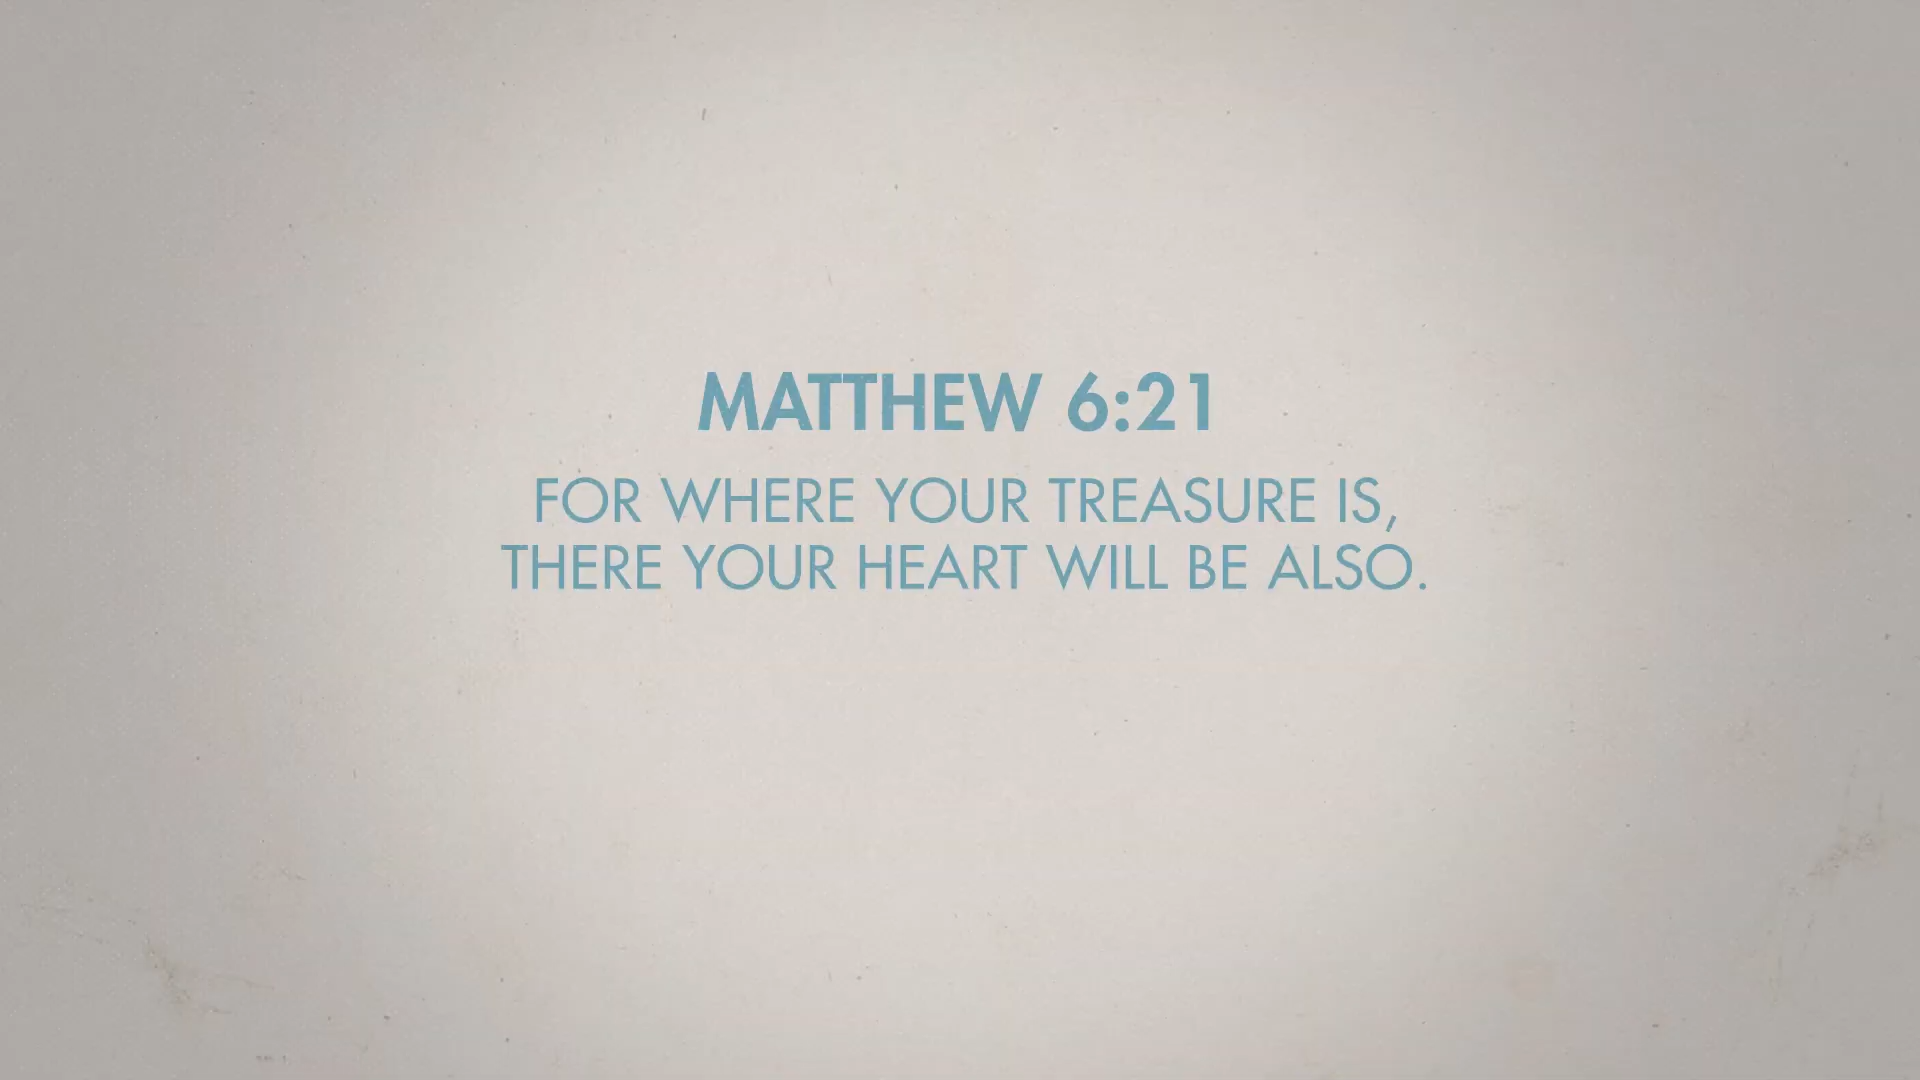 MATTHEW 6:21
FOR WHERE YOUR TREASURE IS,
THERE YOUR HEART WILL BE ALSO.